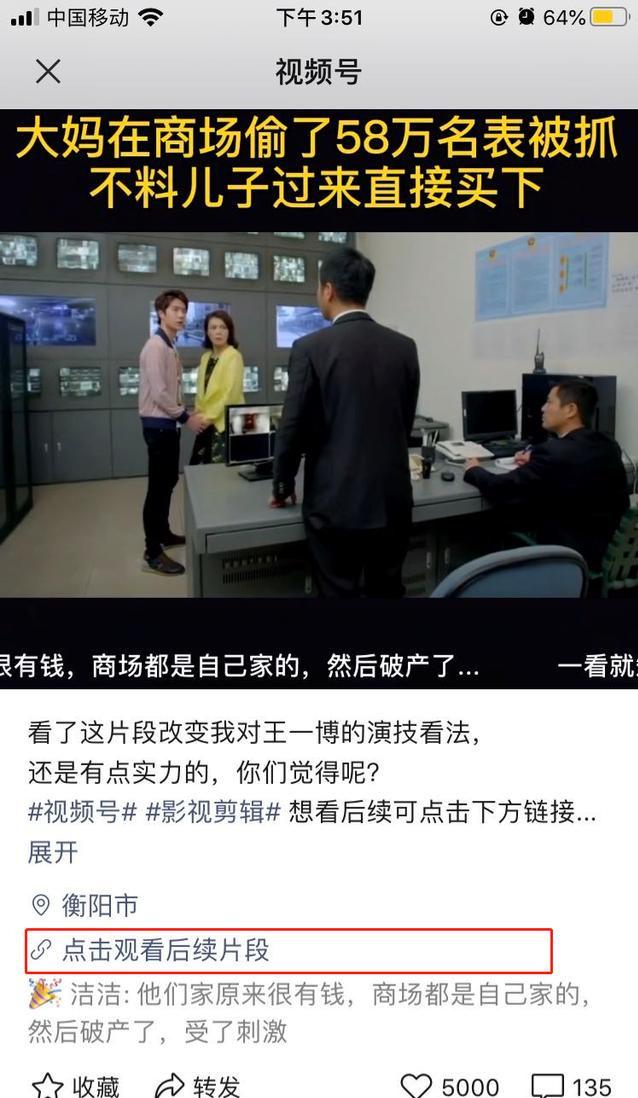 中国移动
下午3:51
64%
视频号
大妈在商场偷了58万名表被抓
不料儿子过来直接买下
很有钱，商场都是自己家的，然后破产了... 一看就
看了这片段改变我对王一博的演技看法，
还是有点实力的，你们觉得呢?
#视频号# #影视剪辑# 想看后续可点击下方链接...
展开
衡阳市
点击观看后续片段
洁洁: 他们家原来很有钱，商场都是自己家的，
然后破产了，受了刺激
收藏 转发 5000 135